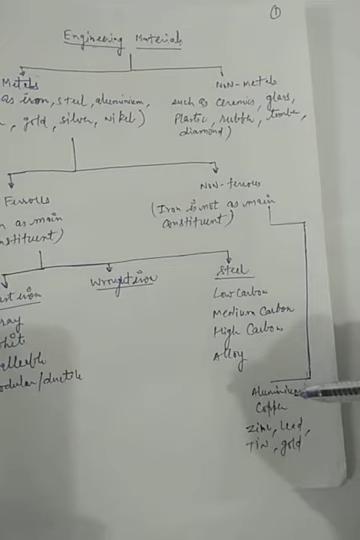 1
Engineering Materials
Metals
as iron, steel, aluminium,
gold, silver, Nikel)
NoN-metals
such as Ceramics, glass,
Plastic, rubber,
diamond)
Ferrous
as main
Non-ferrous
(Iron is not as main
constituent)
Wrought iron
Steel
Low Carbon
Medium Carbon
High Carbon
Alloy
iron
/ductile
Aluminium
Copper
Zinc, Lead,
TiN, gold